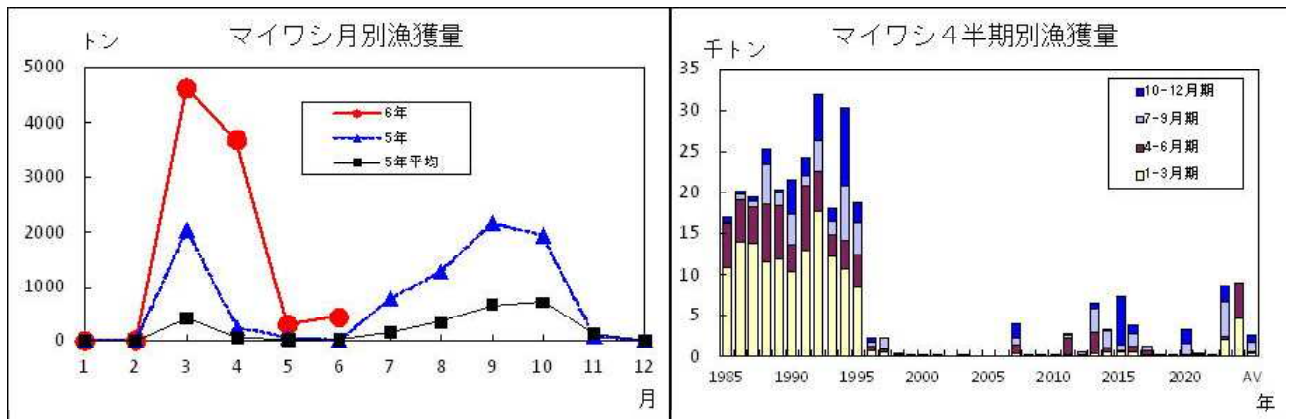 マイワシ月別漁獲量
トン
5000
4000
3000
2000
1000
0
6年
5年
5年平均
1 2 3 4 5 6 7 8 9 10 11 12
月
マイワシ4半期別漁獲量
千トン
35
30
25
20
15
10
5
0
10-12月期
7-9月期
4-6月期
1-3月期
1985 1990 1995 2000 2005 2010 2015 2020 AV
年